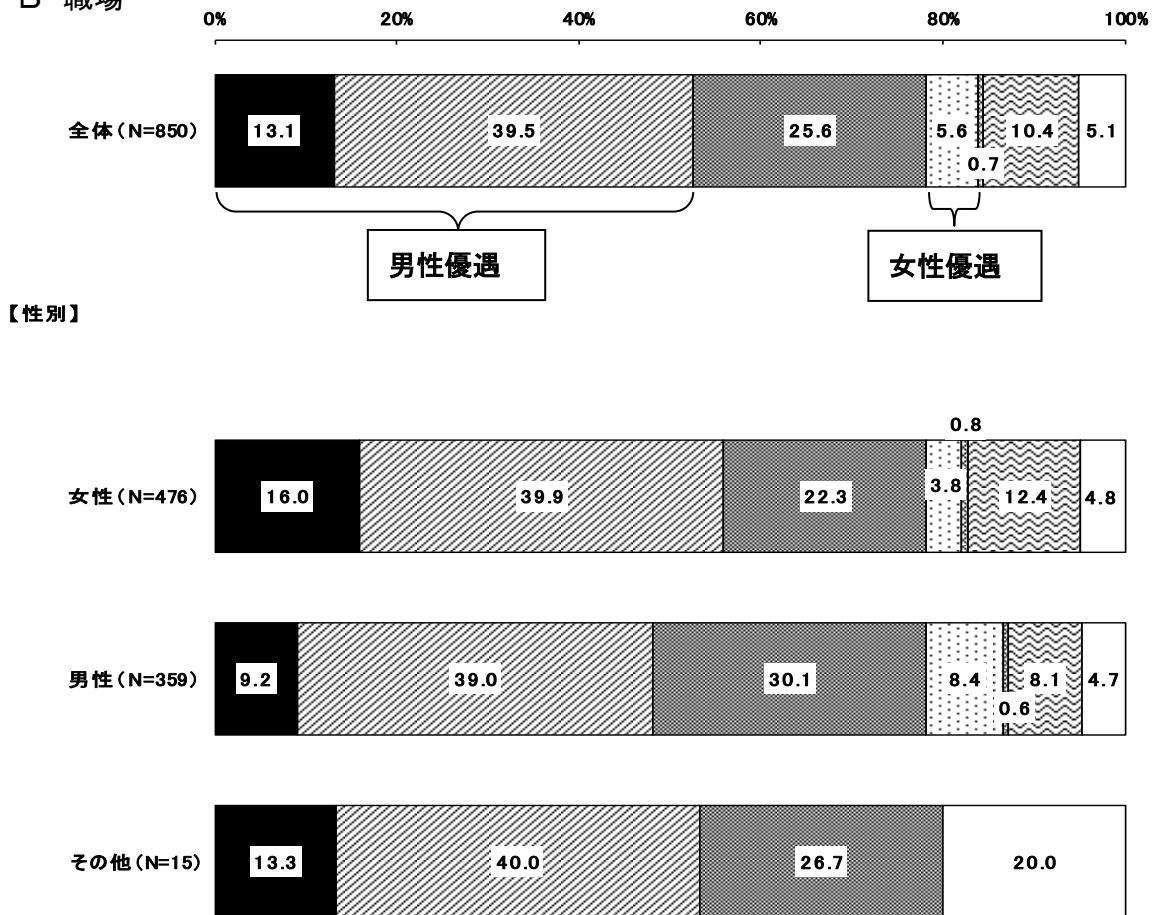 B 職場
0% 20% 40% 60% 80% 100%
全体(N=850) 13.1 39.5 25.6 5.6 0.7 10.4 5.1
男性優遇 女性優遇
【性別】
0.8
女性(N=476) 16.0 39.9 22.3 3.8 12.4 4.8
男性(N=359) 9.2 39.0 30.1 8.4 0.6 8.1 4.7
その他(N=15) 13.3 40.0 26.7 20.0